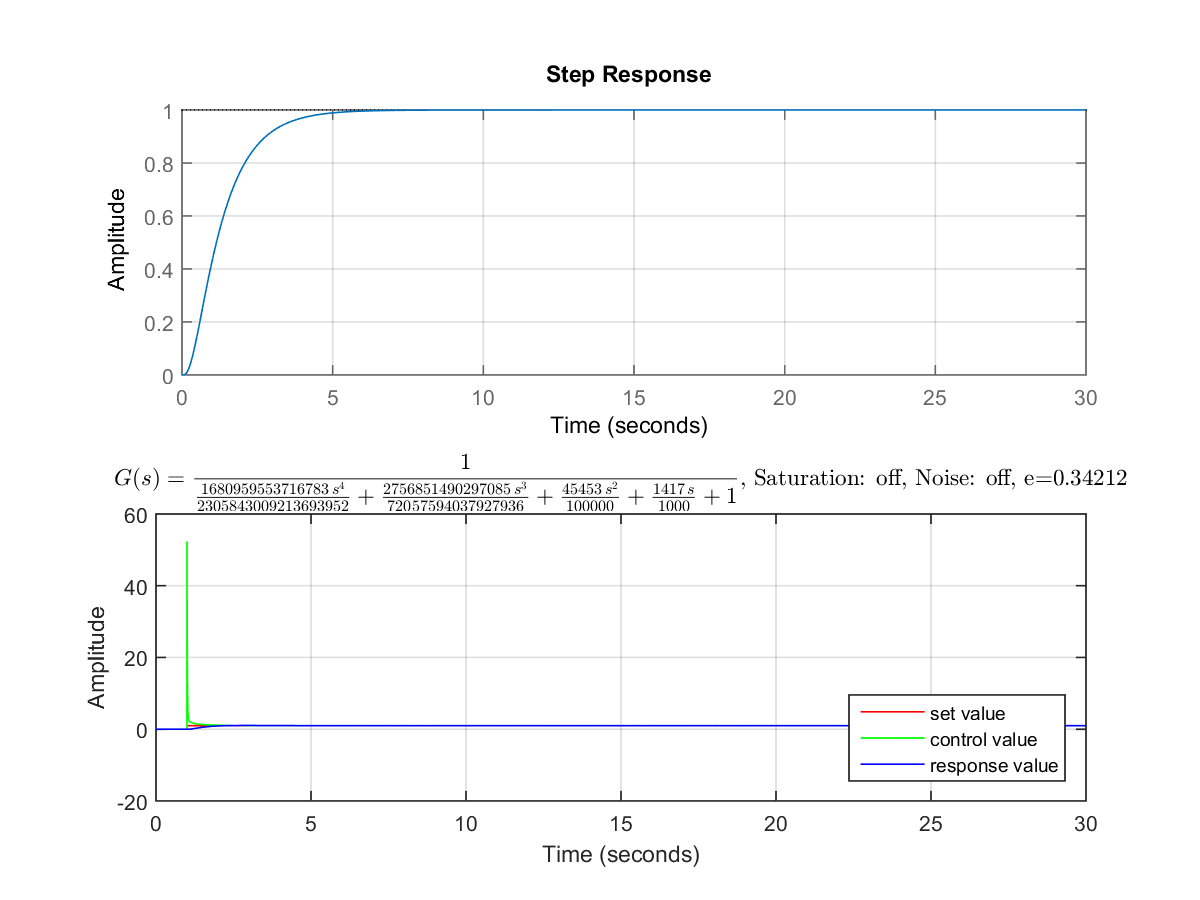 Step Response
1
0.8
0.6
0.4
0.2
0
Amplitude
0 5 10 15 20 25 30
Time (seconds)
G(s) = 1 / (1680959553716783 s^4 / 2305843009213693952 + 2756851490297085 s^3 / 72057594037927936 + 45453 s^2 / 100000 + 1417 s / 1000 + 1), Saturation: off, Noise: off, e=0.34212
60
40
20
0
-20
Amplitude
set value
control value
response value
0 5 10 15 20 25 30
Time (seconds)